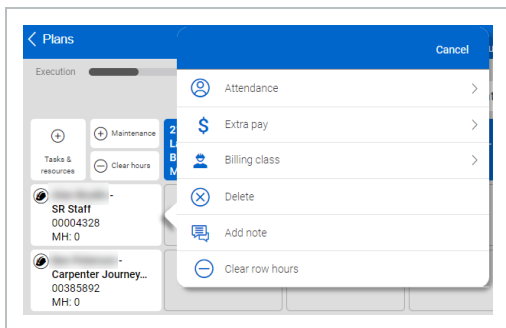 Plans
Cancel
Execution
Attendance
Extra pay
Billing class
Delete
Add note
Clear row hours
Tasks &
resources
Maintenance
Clear hours
2
L
B
M
-
SR Staff
00004328
MH: 0
-
Carpenter Journey...
00385892
MH: 0